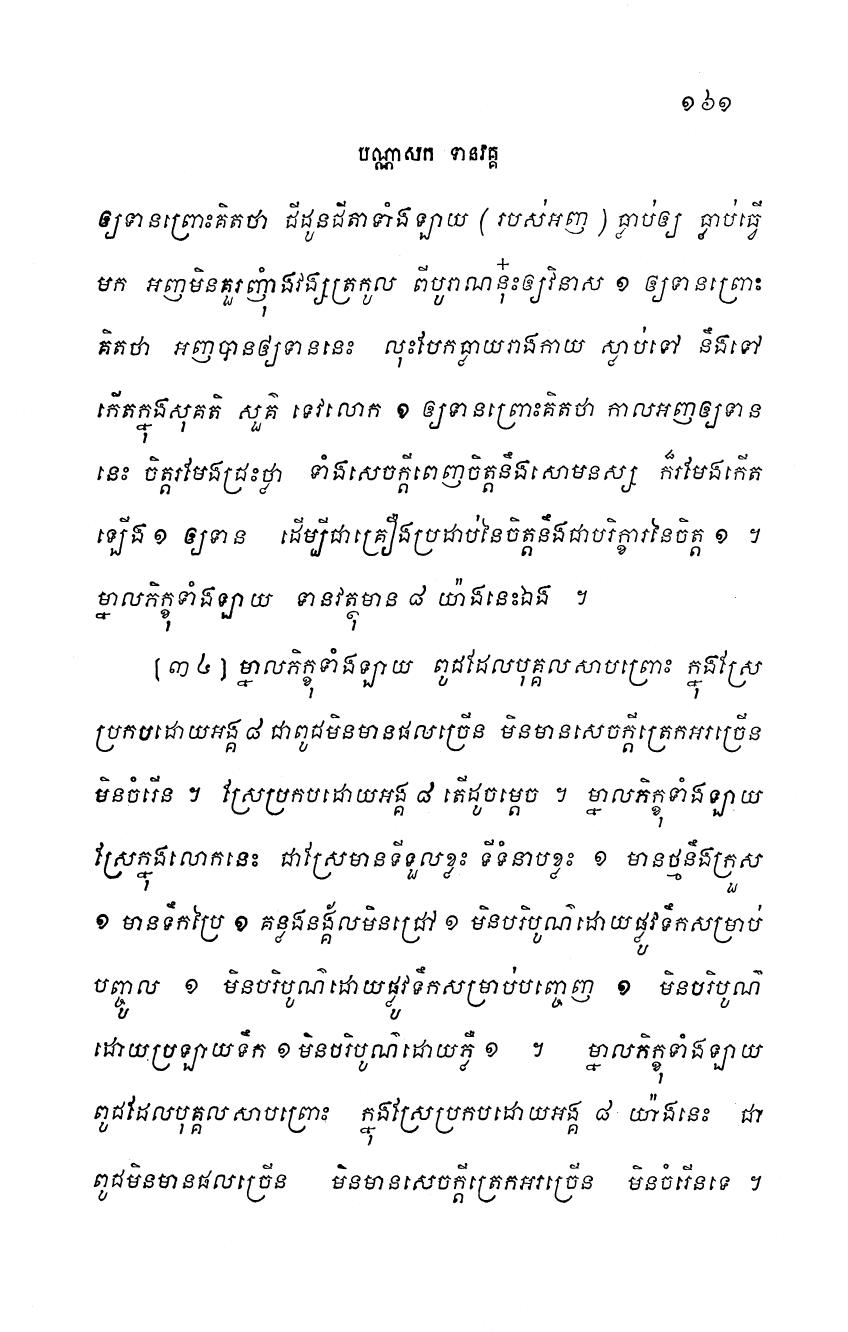 ១៦១
បណ្ណាសក ទានវគ្គ
ឲ្យទានព្រោះគិតថា ជីដូនជីតាទាំងឡាយ ( របស់អញ ) ធ្លាប់ឲ្យ ធ្លាប់ធ្វើ
មក អញមិនគួរញុំាងវង្សត្រកូល ពីបូរាណនុ៎ះឲ្យវិនាស ១ ឲ្យទានព្រោះ
គិតថា អញបានឲ្យទាននេះ លុះបែកធ្លាយរាងកាយ ស្លាប់ទៅ នឹងទៅ
កើតក្នុងសុគតិ សួគ៌ ទេវលោក ១ ឲ្យទានព្រោះគិតថា កាលអញឲ្យទាន
នេះ ចិត្តរមែងជ្រះថ្លា ទាំងសេចក្តីពេញចិត្តនឹងសោមនស្ស ក៏រមែងកើត
ឡើង ១ ឲ្យទាន ដើម្បីជាគ្រឿងប្រដាប់នៃចិត្តនឹងជាបរិក្ខារនៃចិត្ត ១ ។
ម្នាលភិក្ខុទាំងឡាយ ទានវត្ថុមាន ៨ យ៉ាងនេះឯង ។
[៣៤] ម្នាលភិក្ខុទាំងឡាយ ពូជដែលបុគ្គលសាបព្រោះ ក្នុងស្រែ
ប្រកបដោយអង្គ ៨ ជាពូជមិនមានផលច្រើន មិនមានសេចក្តីត្រេកអរច្រើន
មិនចំរើន ។ ស្រែប្រកបដោយអង្គ ៨ តើដូចម្តេច ។ ម្នាលភិក្ខុទាំងឡាយ
ស្រែក្នុងលោកនេះ ជាស្រែមានទីទួលខ្លះ ទីទំនាបខ្លះ ១ មានថ្មនឹងក្រួស
១ មានទឹកប្រៃ ១ គន្លងនង្គ័លមិនជ្រៅ ១ មិនបរិបូណ៌ដោយផ្លូវទឹកសម្រាប់
បញ្ចូល ១ មិនបរិបូណ៌ដោយផ្លូវទឹកសម្រាប់បញ្ចេញ ១ មិនបរិបូណ៌
ដោយប្រឡាយទឹក ១ មិនបរិបូណ៌ដោយភ្លឺ ១ ។ ម្នាលភិក្ខុទាំងឡាយ
ពូជដែលបុគ្គលសាបព្រោះ ក្នុងស្រែប្រកបដោយអង្គ ៨ យ៉ាងនេះ ជា
ពូជមិនមានផលច្រើន មិនមានសេចក្តីត្រេកអរច្រើន មិនចំរើនទេ ។